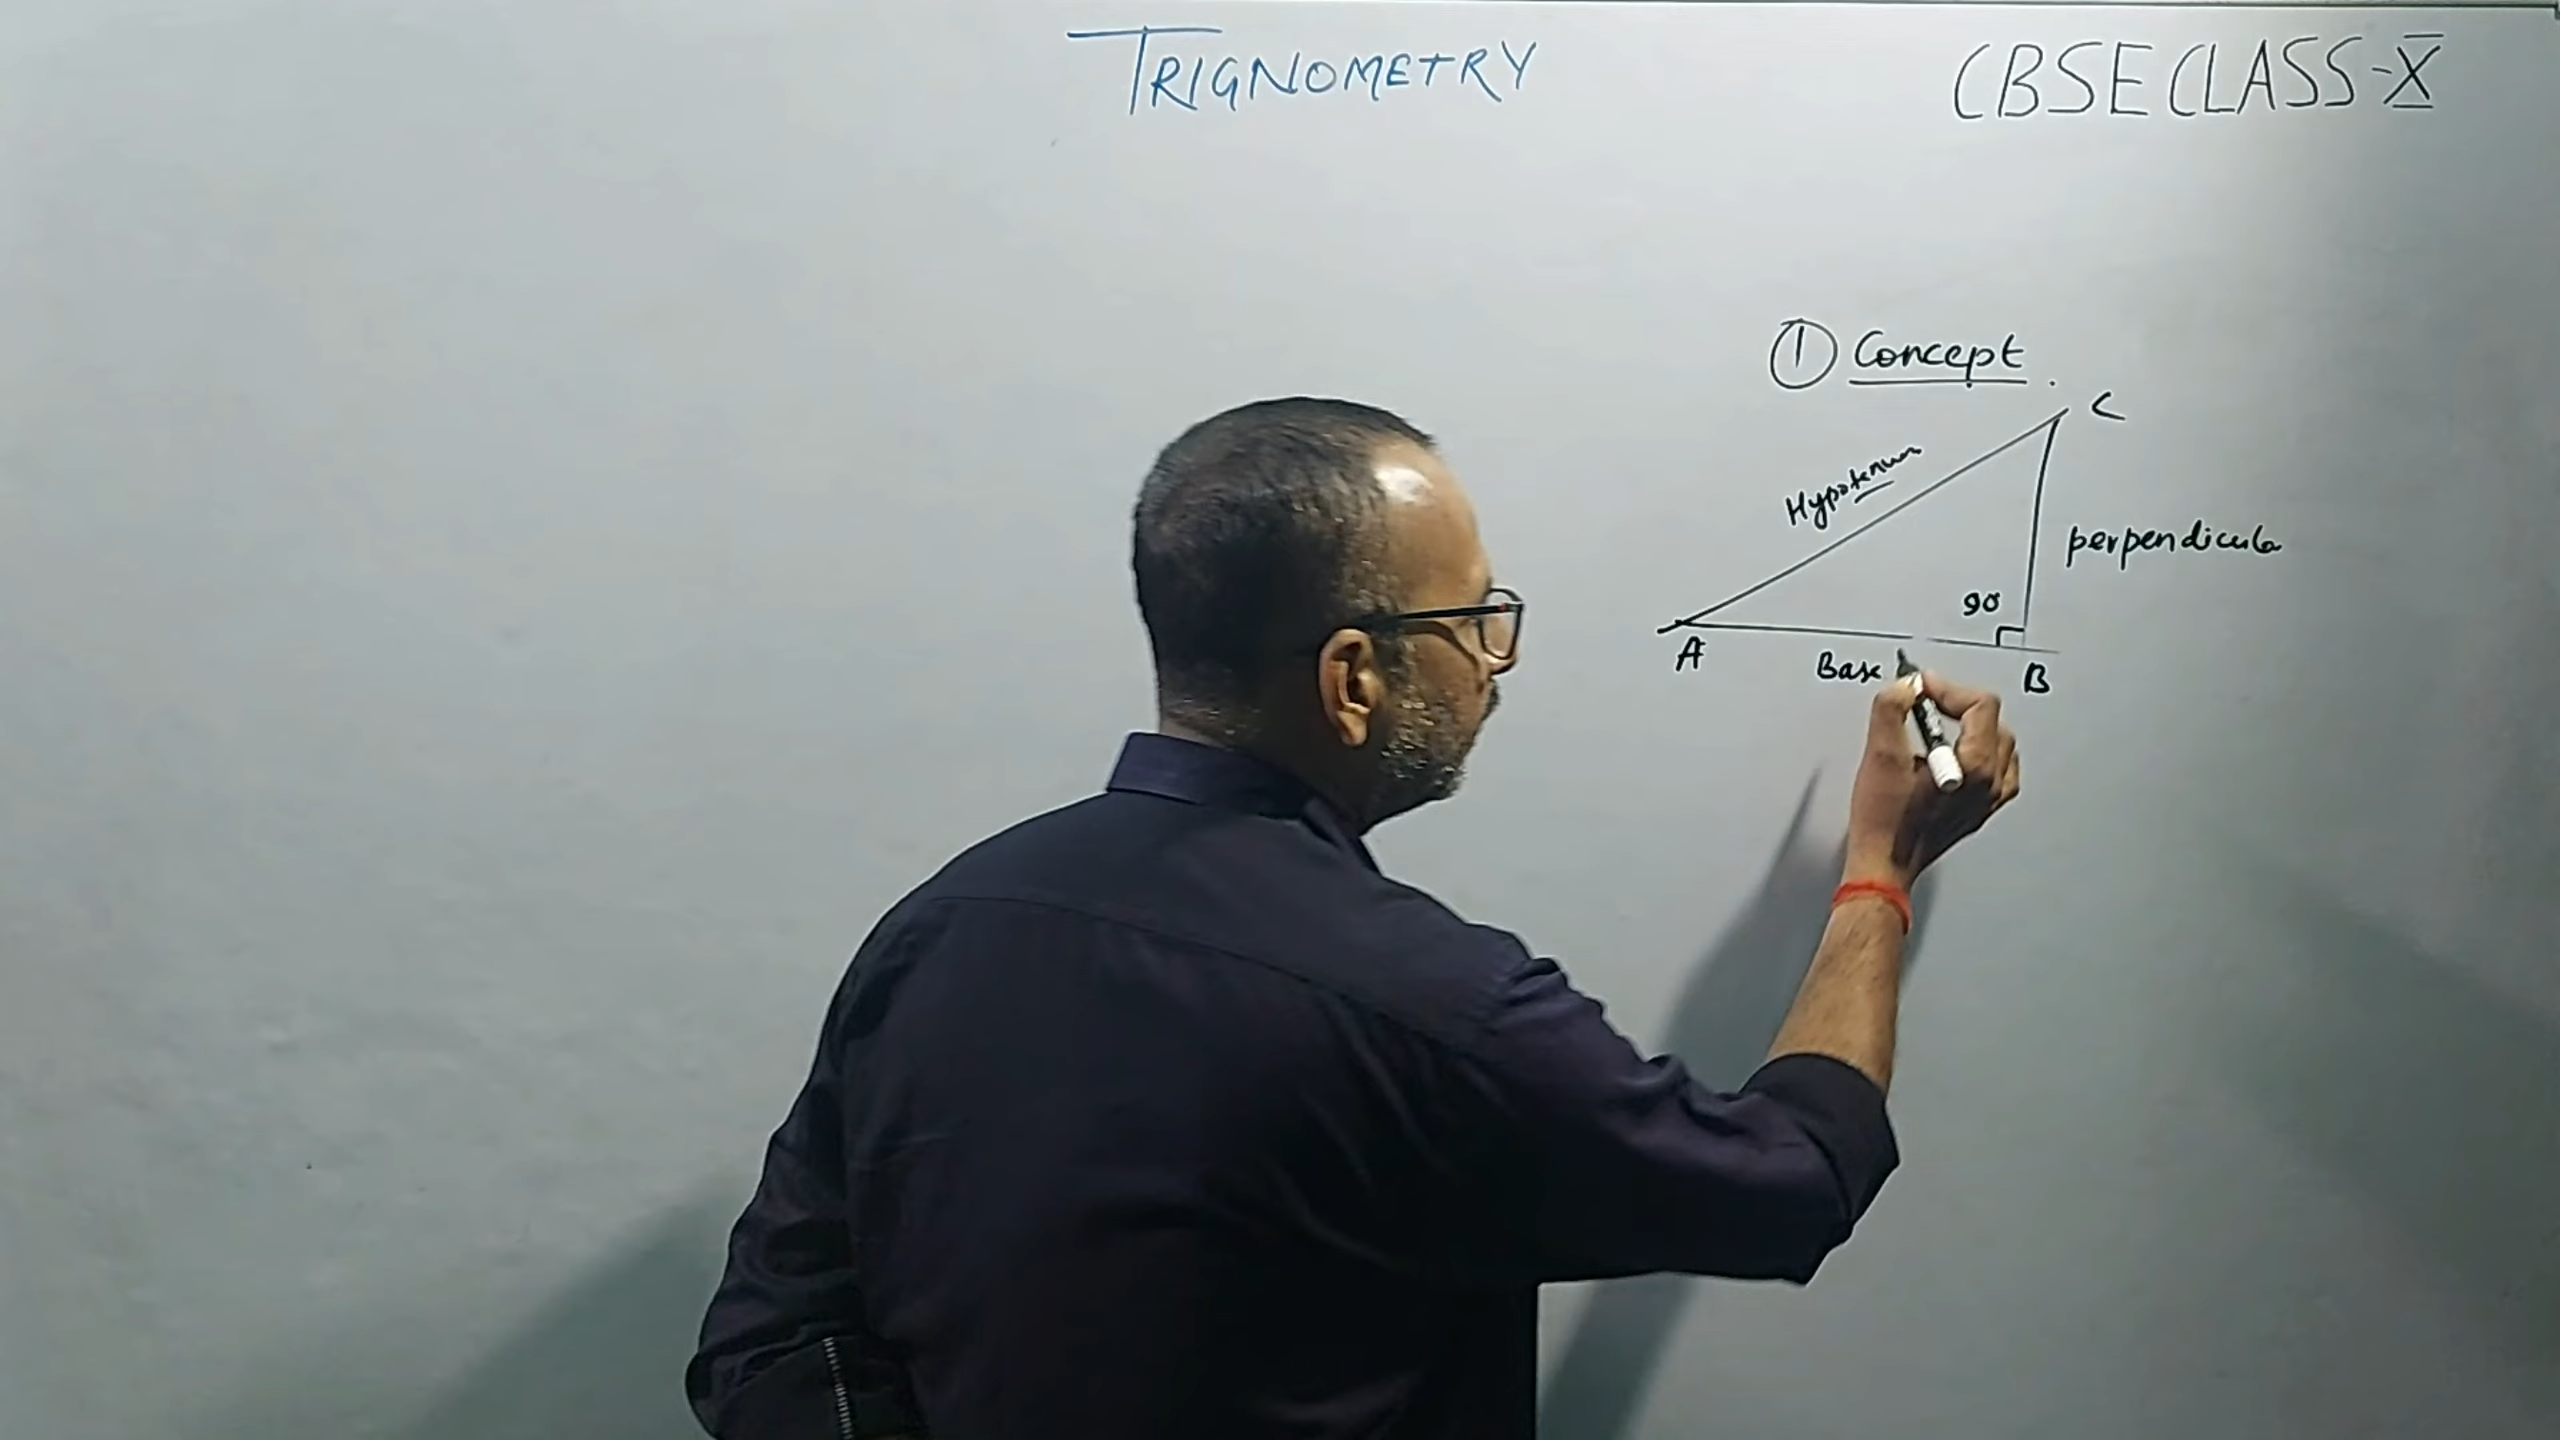 TRIGNOMETRY
CBSE CLASS-X
① Concept
C
Hypotenuse
perpendicula
90°
A
Base
B